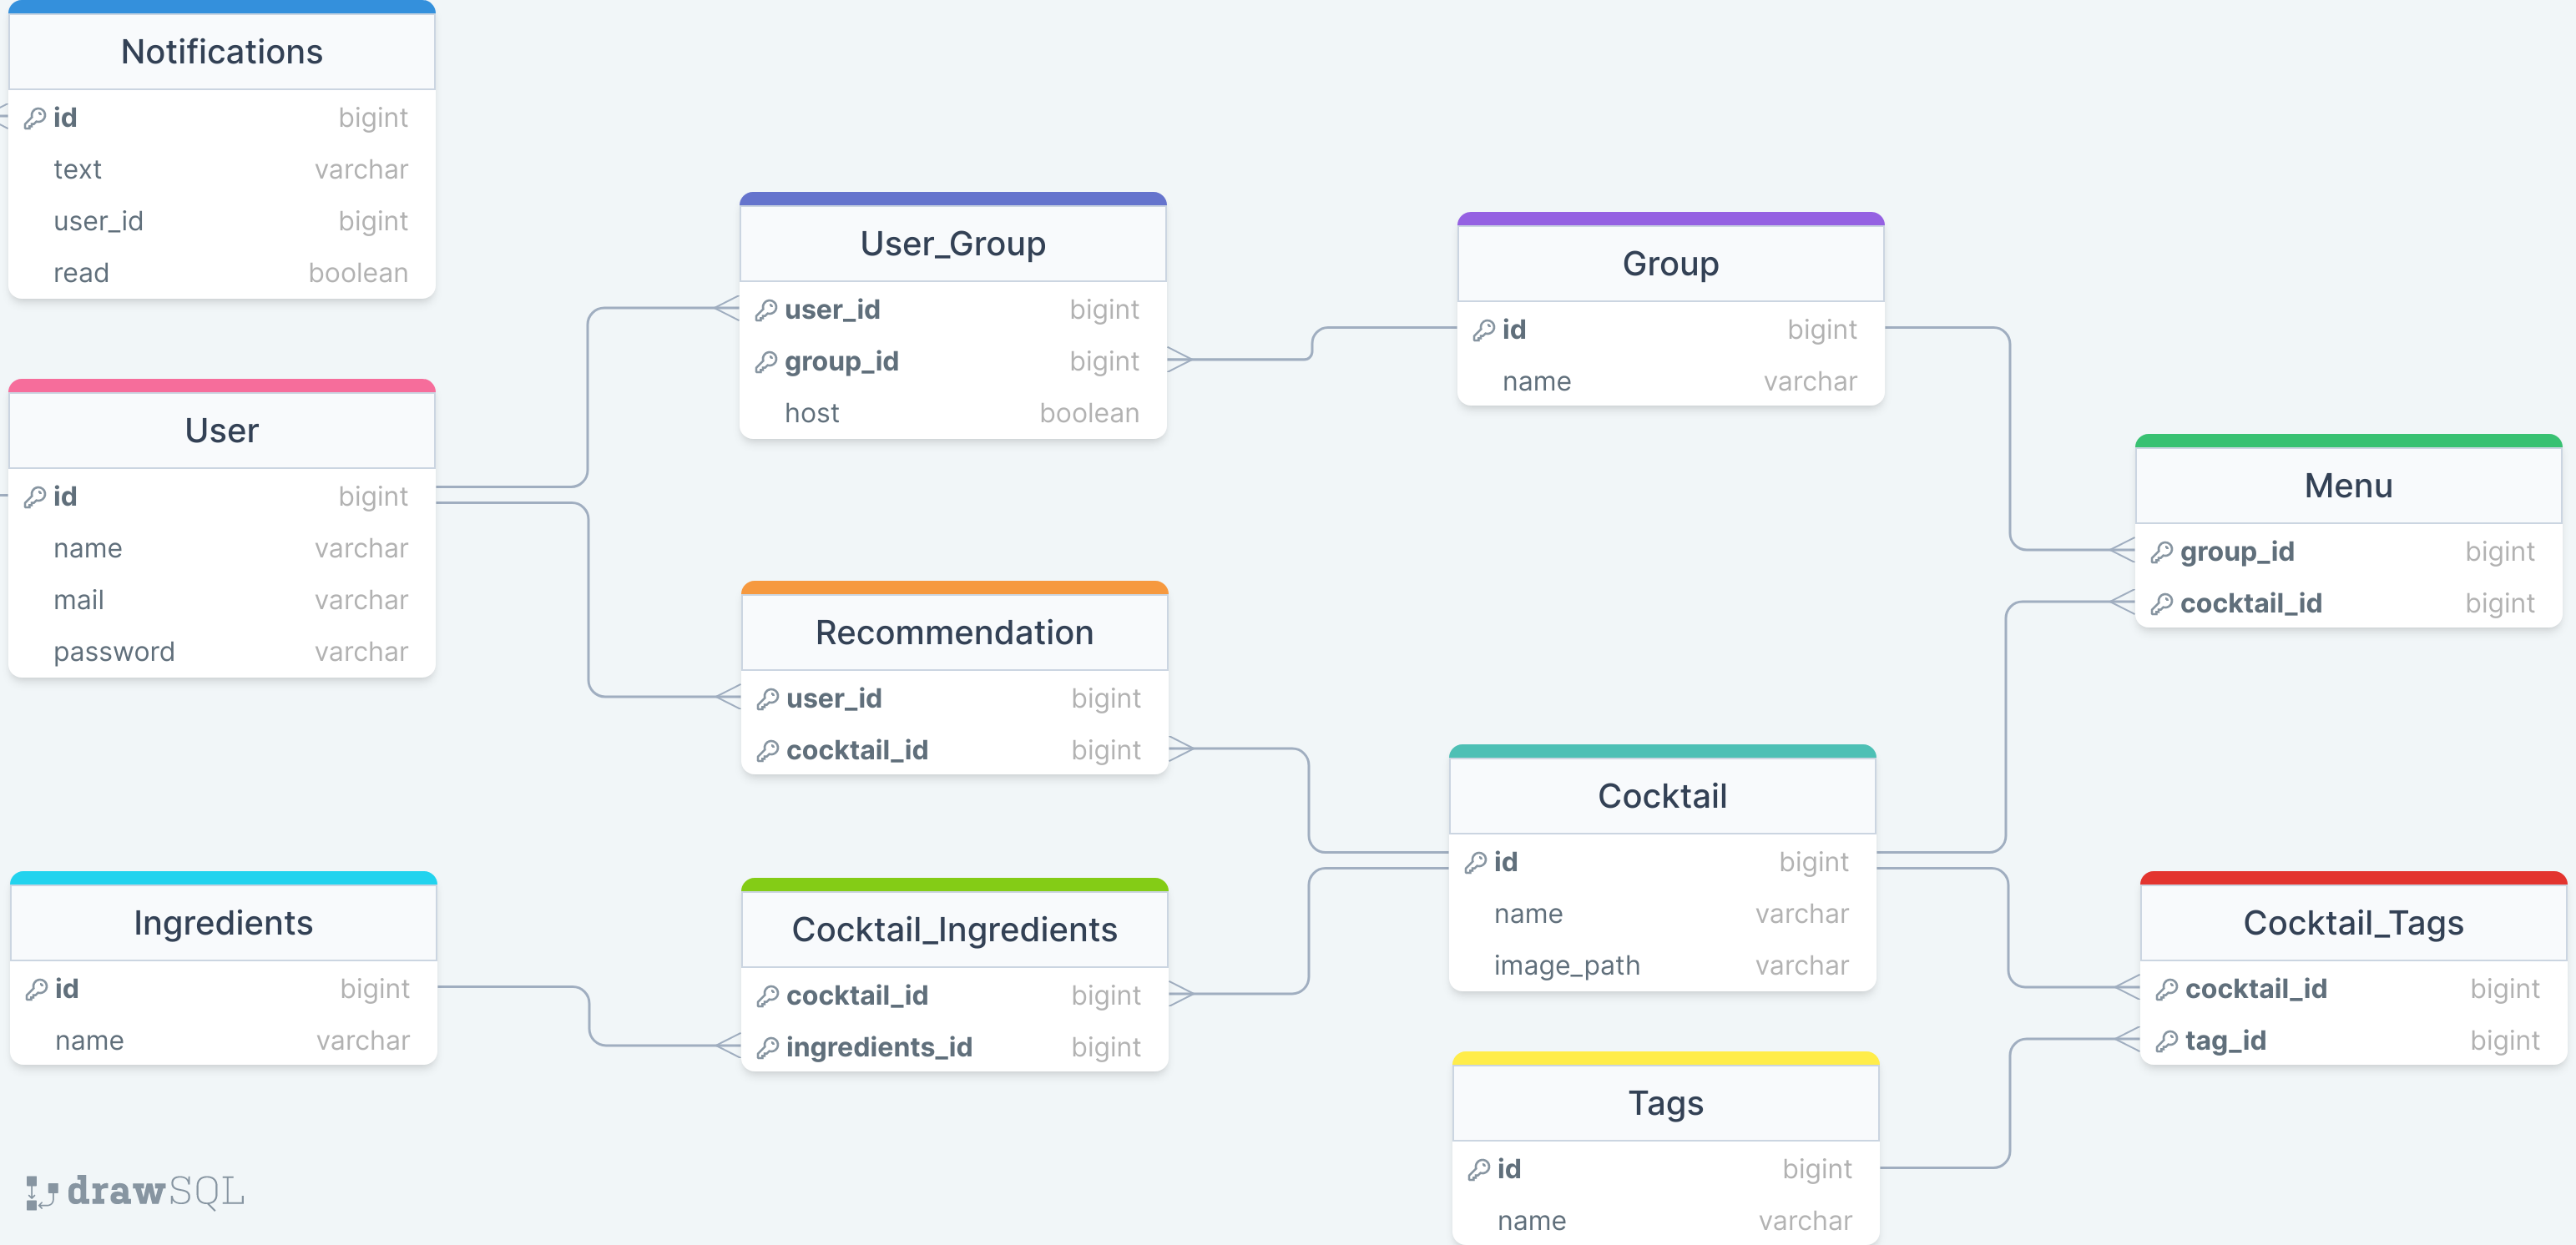 Notifications
id bigint
text varchar
user_id bigint
read boolean
User
id bigint
name varchar
mail varchar
password varchar
User_Group
user_id bigint
group_id bigint
host boolean
Recommendation
user_id bigint
cocktail_id bigint
Ingredients
id bigint
name varchar
Cocktail_Ingredients
cocktail_id bigint
ingredients_id bigint
Group
id bigint
name varchar
Cocktail
id bigint
name varchar
image_path varchar
Tags
id bigint
name varchar
Menu
group_id bigint
cocktail_id bigint
Cocktail_Tags
cocktail_id bigint
tag_id bigint
drawSQL